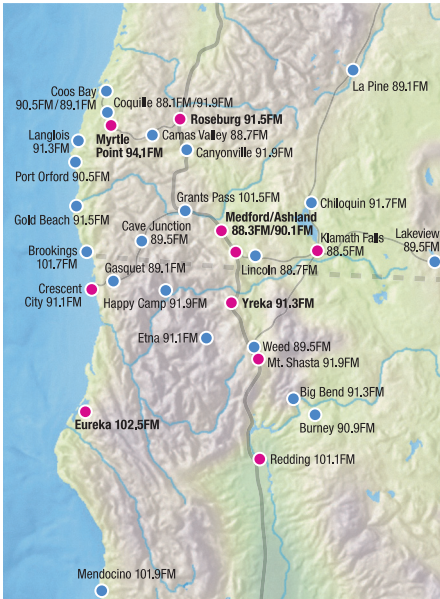 La Pine 89.1FM
Coos Bay
90.5FM/89.1FM
Coquille 88.1FM/91.9FM
Roseburg 91.5FM
Langlois
91.3FM
Myrtle
Point 94.1FM
Camas Valley 88.7FM
Canyonville 91.9FM
Port Orford 90.5FM
Grants Pass 101.5FM
Chiloquin 91.7FM
Gold Beach 91.5FM
Medford/Ashland
88.3FM/90.1FM
Cave Junction
89.5FM
Klamath Falls
88.5FM
Lakeview
89.5FM
Brookings
101.7FM
Lincoln 88.7FM
Gasquet 89.1FM
Crescent
City 91.1FM
Happy Camp 91.9FM
Yreka 91.3FM
Etna 91.1FM
Weed 89.5FM
Mt. Shasta 91.9FM
Big Bend 91.3FM
Burney 90.9FM
Eureka 102.5FM
Redding 101.1FM
Mendocino 101.9FM